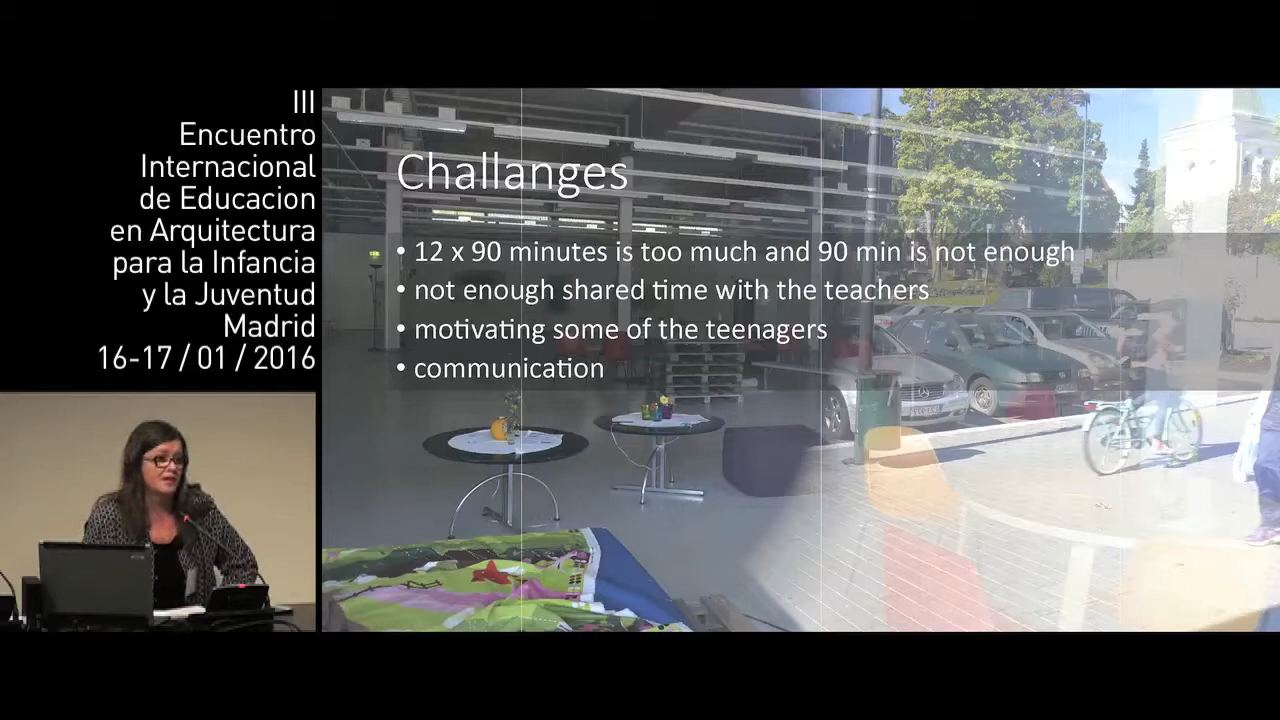 III
Encuentro
Internacional
de Educacion
en Arquitectura
para la Infancia
y la Juventud
Madrid
16-17 / 01 / 2016
Challanges
• 12 x 90 minutes is too much and 90 min is not enough
• not enough shared time with the teachers
• motivating some of the teenagers
• communication